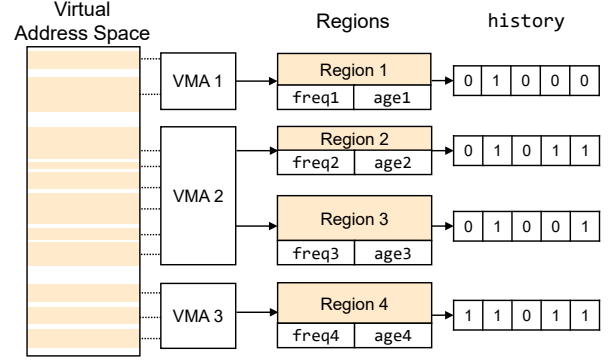 Virtual
Address Space
Regions
history
VMA 1
Region 1
freq1 age1
0 1 0 0 0
VMA 2
Region 2
freq2 age2
0 1 0 1 1
Region 3
freq3 age3
0 1 0 0 1
VMA 3
Region 4
freq4 age4
1 1 0 1 1